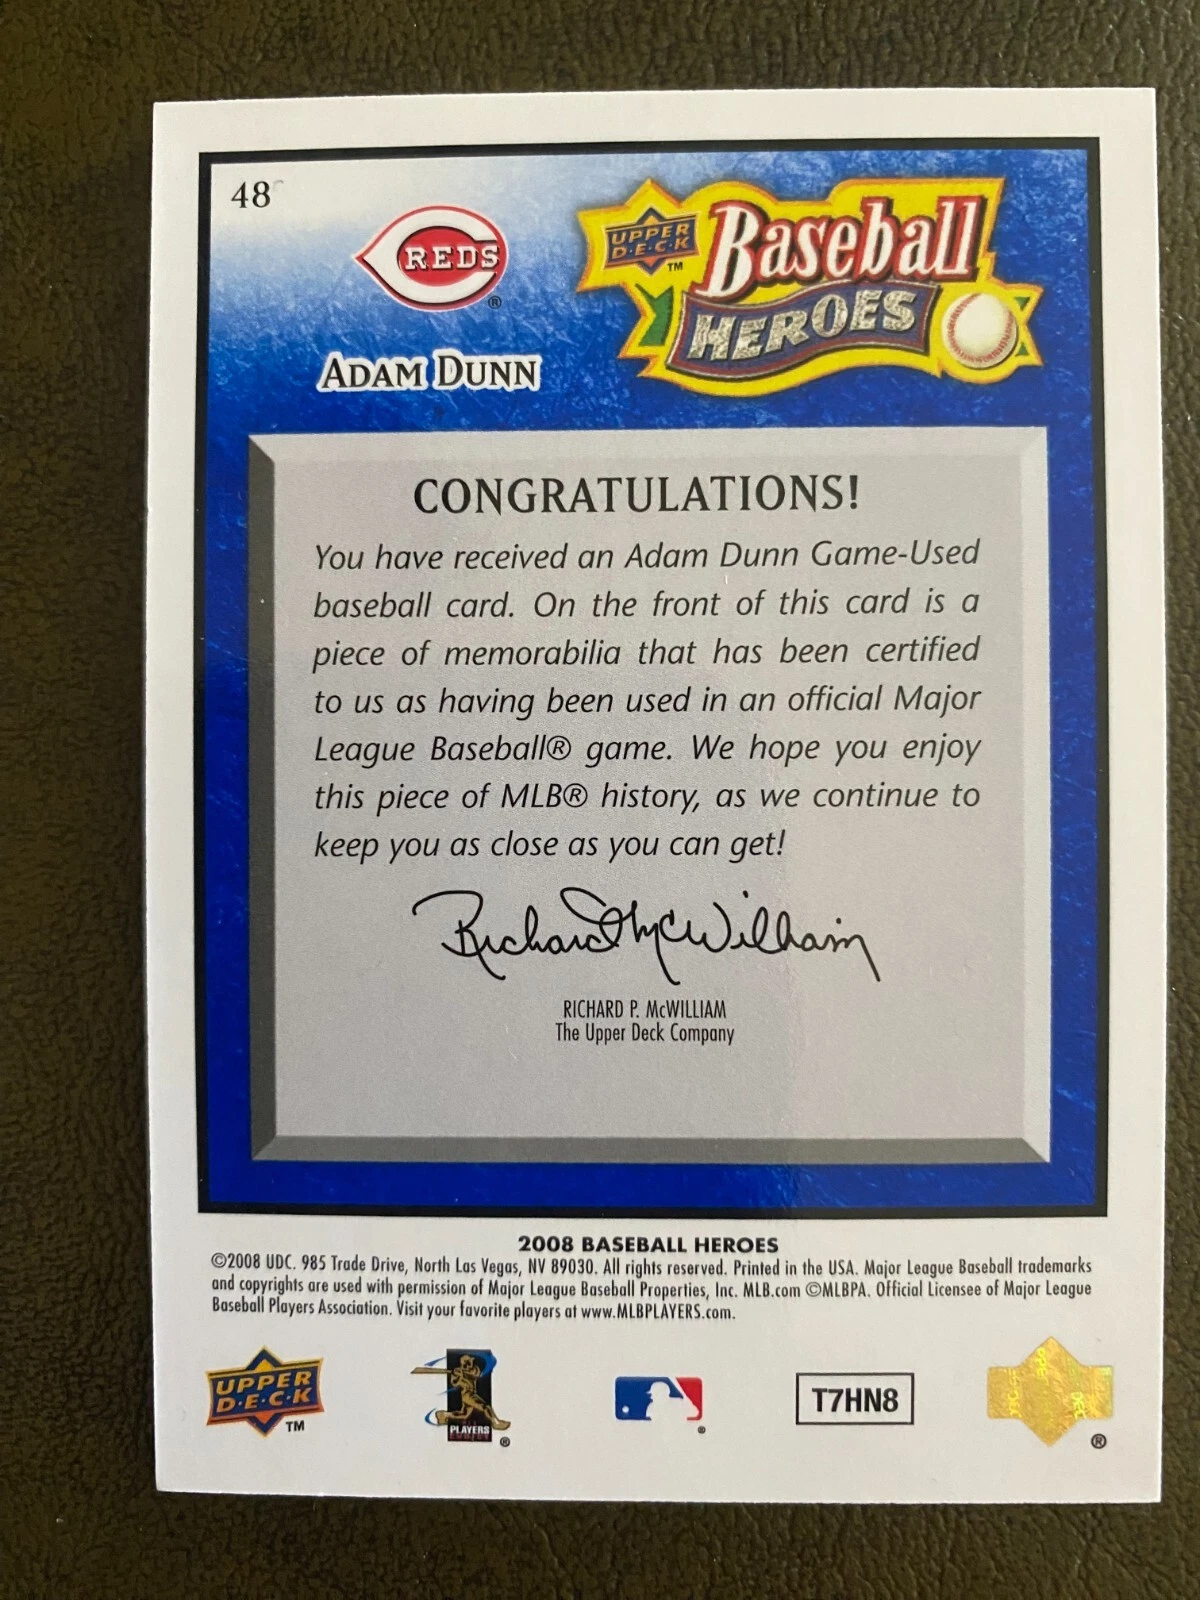 48
REDS
®
UPPER
D·E·C·K
™
Baseball
HEROES
ADAM DUNN
CONGRATULATIONS!
You have received an Adam Dunn Game-Used
baseball card. On the front of this card is a
piece of memorabilia that has been certified
to us as having been used in an official Major
League Baseball® game. We hope you enjoy
this piece of MLB® history, as we continue to
keep you as close as you can get!
Richard McWilliam
RICHARD P. McWILLIAM
The Upper Deck Company
2008 BASEBALL HEROES
©2008 UDC. 985 Trade Drive, North Las Vegas, NV 89030. All rights reserved. Printed in the USA. Major League Baseball trademarks
and copyrights are used with permission of Major League Baseball Properties, Inc. MLB.com ©MLBPA. Official Licensee of Major League
Baseball Players Association. Visit your favorite players at www.MLBPLAYERS.com.
UPPER
D·E·C·K
™
PLAYERS
®
®
T7HN8
®